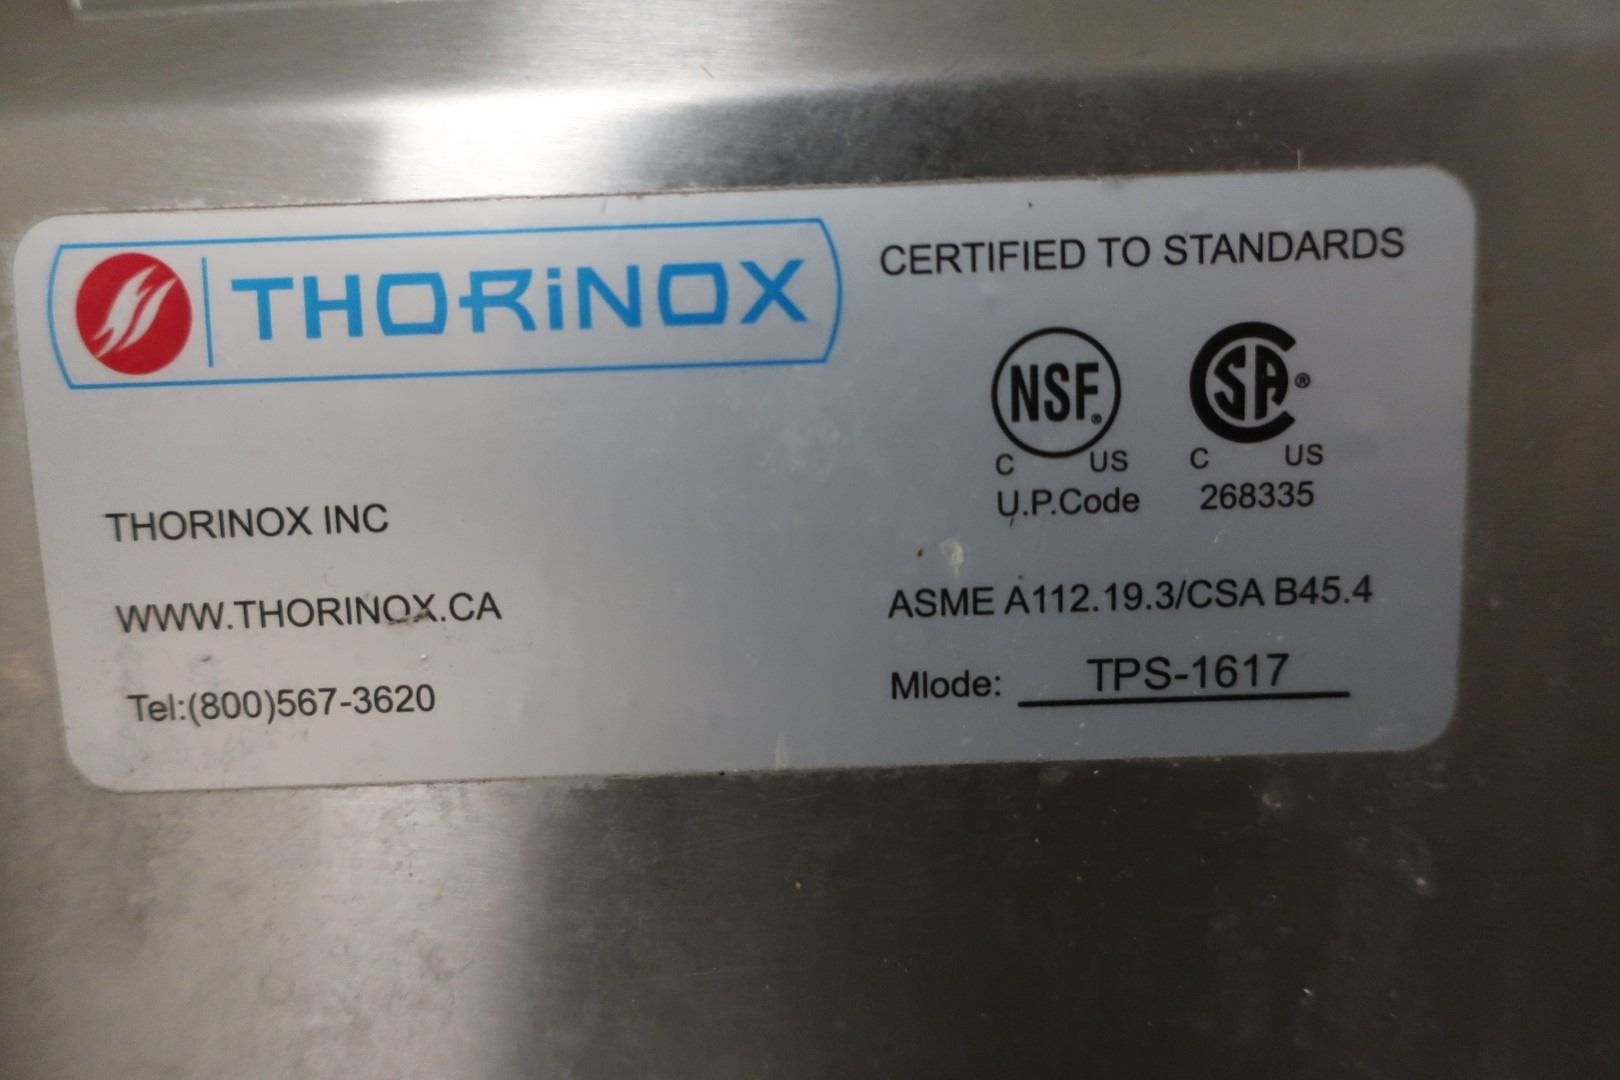 THORiNOX
CERTIFIED TO STANDARDS
NSF®
SA®
C US
C US
U.P.Code
268335
THORINOX INC
WWW.THORINOX.CA
Tel:(800)567-3620
ASME A112.19.3/CSA B45.4
Mlode: TPS-1617